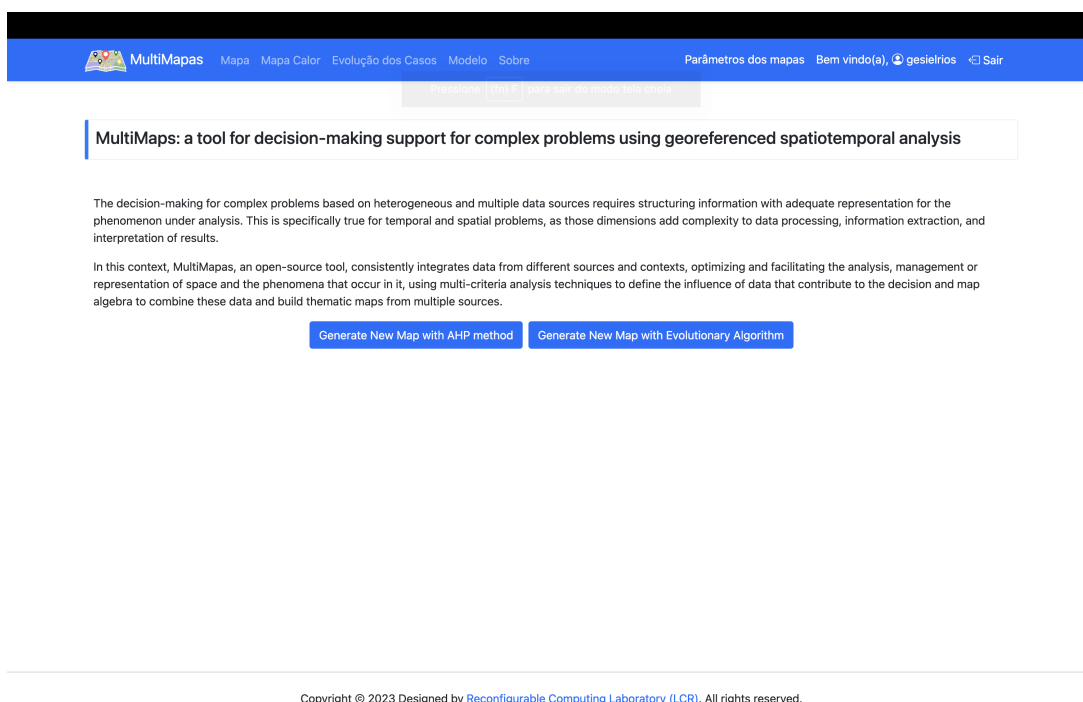 MultiMapas Mapa Mapa Calor Evolução dos Casos Modelo Sobre Parâmetros dos mapas Bem vindo(a), gesielrios Sair
Pressione (fn) F para sair do modo tela cheia
MultiMaps: a tool for decision-making support for complex problems using georeferenced spatiotemporal analysis
The decision-making for complex problems based on heterogeneous and multiple data sources requires structuring information with adequate representation for the
phenomenon under analysis. This is specifically true for temporal and spatial problems, as those dimensions add complexity to data processing, information extraction, and
interpretation of results.
In this context, MultiMapas, an open-source tool, consistently integrates data from different sources and contexts, optimizing and facilitating the analysis, management or
representation of space and the phenomena that occur in it, using multi-criteria analysis techniques to define the influence of data that contribute to the decision and map
algebra to combine these data and build thematic maps from multiple sources.
Generate New Map with AHP method Generate New Map with Evolutionary Algorithm
Copyright © 2023 Designed by Reconfigurable Computing Laboratory (LCR). All rights reserved.